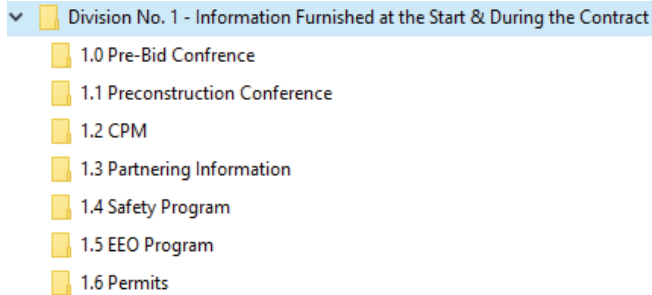 Division No. 1 - Information Furnished at the Start & During the Contract
1.0 Pre-Bid Confrence
1.1 Preconstruction Conference
1.2 CPM
1.3 Partnering Information
1.4 Safety Program
1.5 EEO Program
1.6 Permits